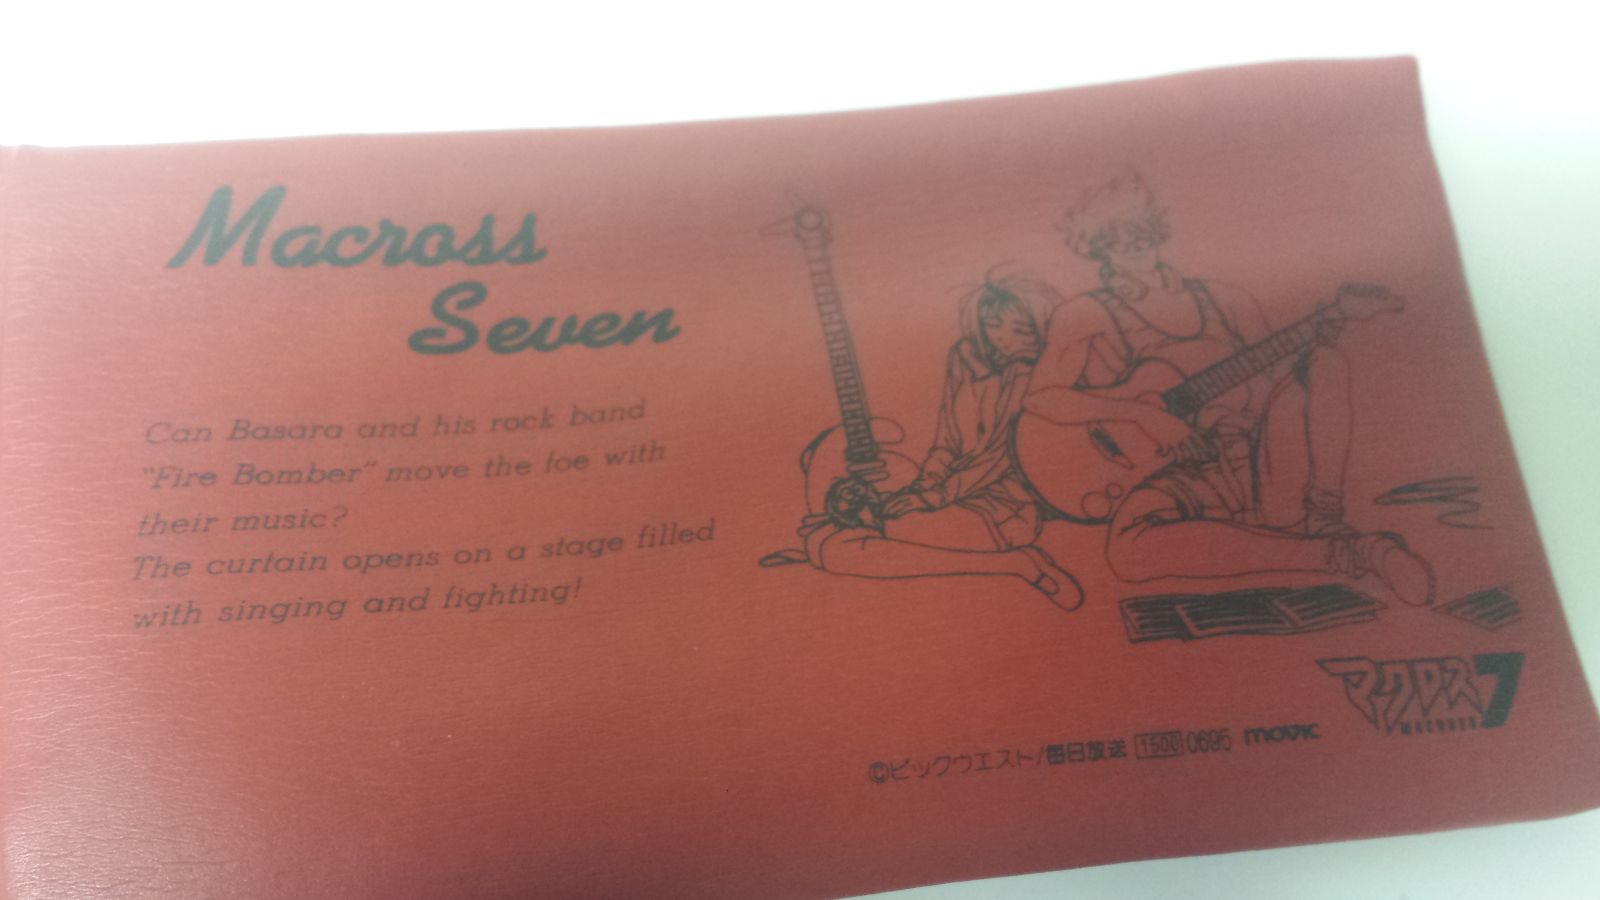 Macross
Seven
Can Basara and his rock band
"Fire Bomber" move the foe with
their music?
The curtain opens on a stage filled
with singing and fighting!
マクロス7
MACROSS
©ビックウエスト/毎日放送 1500 0695 movic